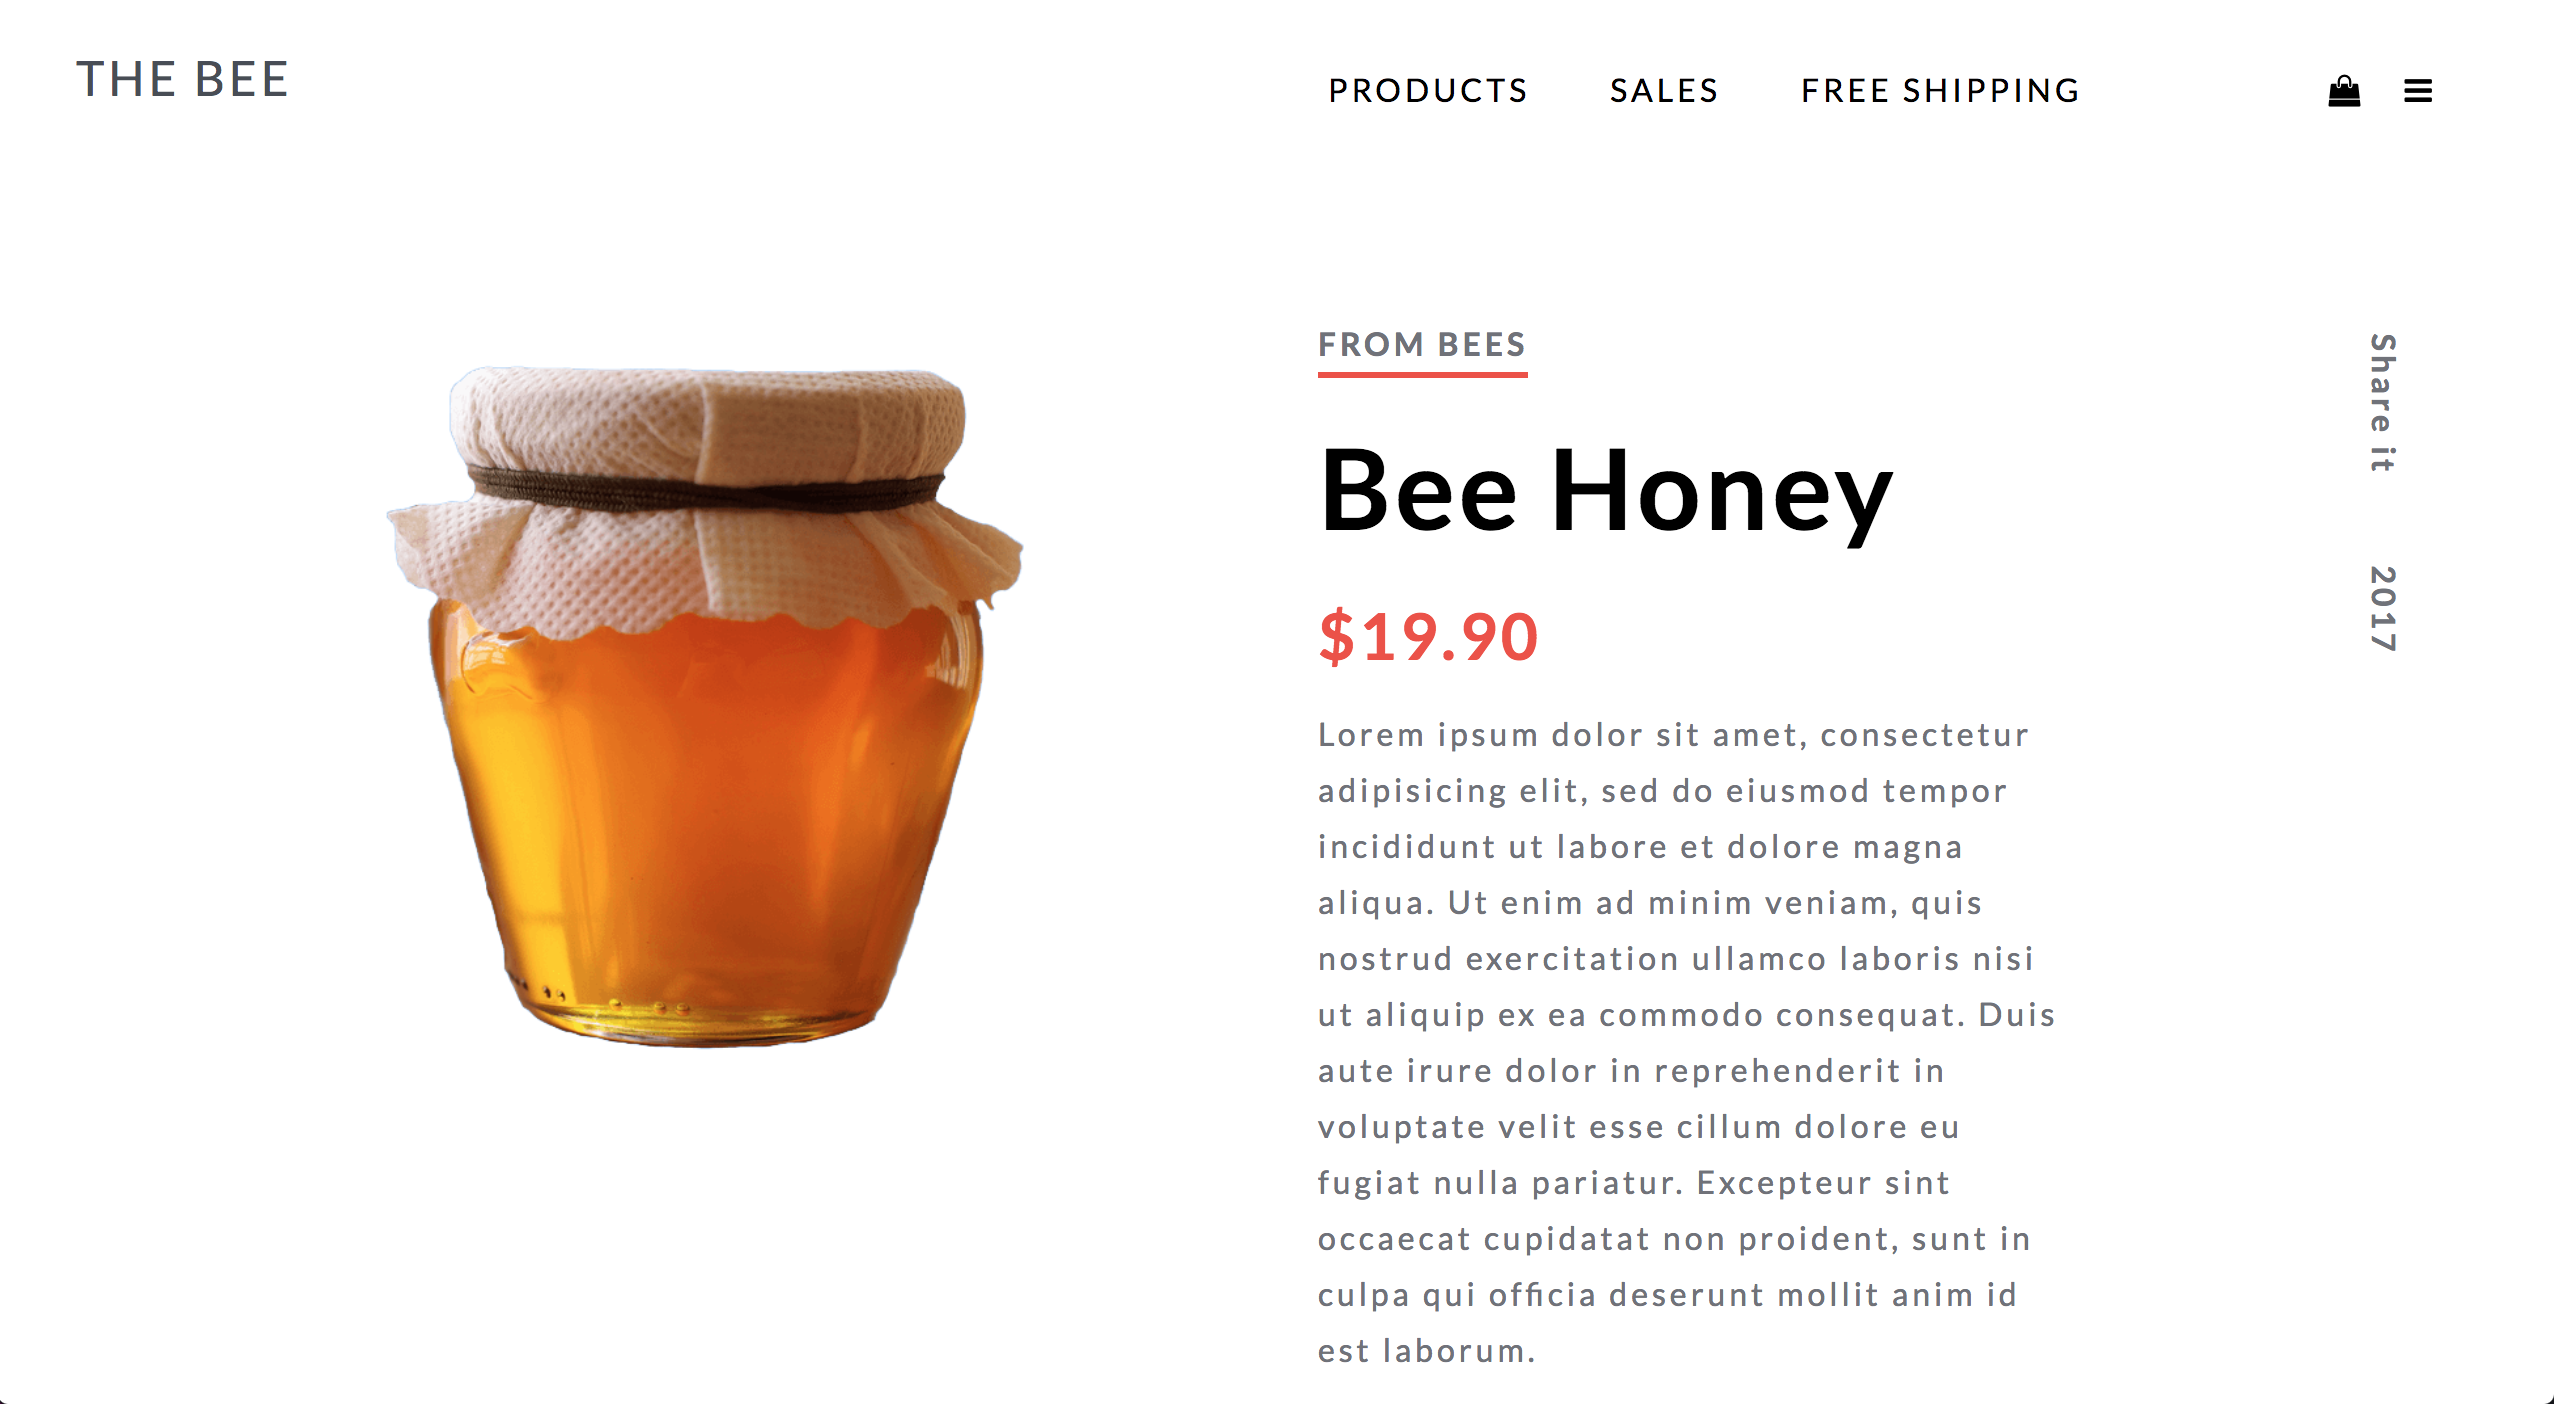 THE BEE
PRODUCTS SALES FREE SHIPPING
FROM BEES
Bee Honey
$19.90
Lorem ipsum dolor sit amet, consectetur
adipisicing elit, sed do eiusmod tempor
incididunt ut labore et dolore magna
aliqua. Ut enim ad minim veniam, quis
nostrud exercitation ullamco laboris nisi
ut aliquip ex ea commodo consequat. Duis
aute irure dolor in reprehenderit in
voluptate velit esse cillum dolore eu
fugiat nulla pariatur. Excepteur sint
occaecat cupidatat non proident, sunt in
culpa qui officia deserunt mollit anim id
est laborum.
Share it 2017